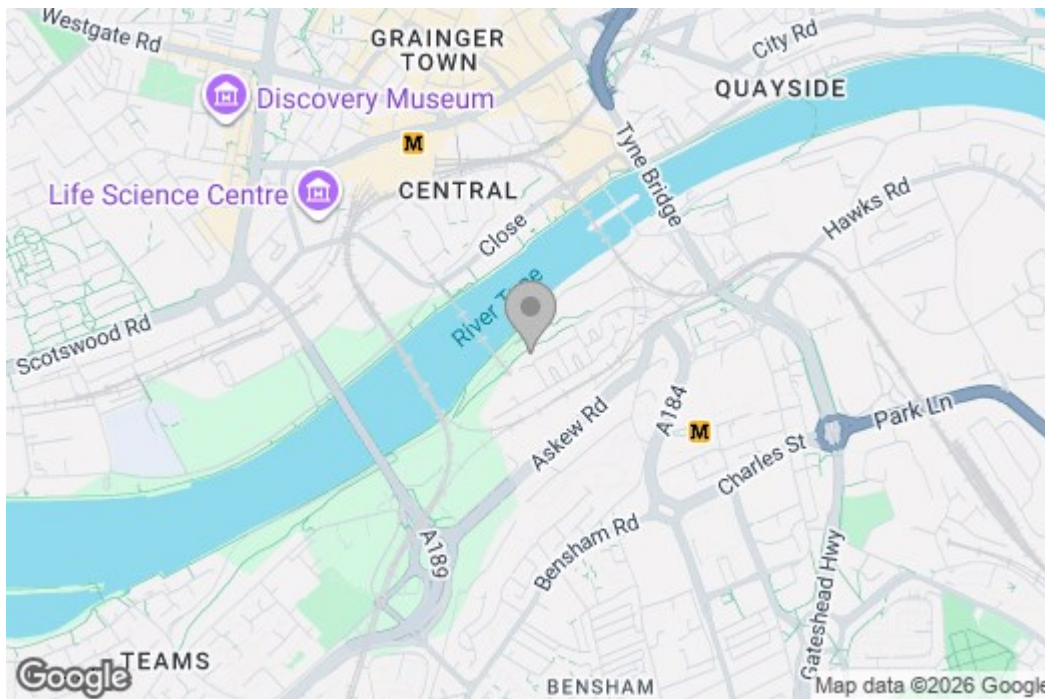 Westgate Rd
GRAINGER
TOWN
City Rd
QUAYSIDE
Discovery Museum
M
Tyne Bridge
Life Science Centre
CENTRAL
Close
Hawks Rd
River Tyne
Scotswood Rd
A184
Askew Rd
M
Park Ln
Charles St
A189
Bensham Rd
Gateshead Hwy
TEAMS
BENSHAM
Google
Map data ©2026 Google